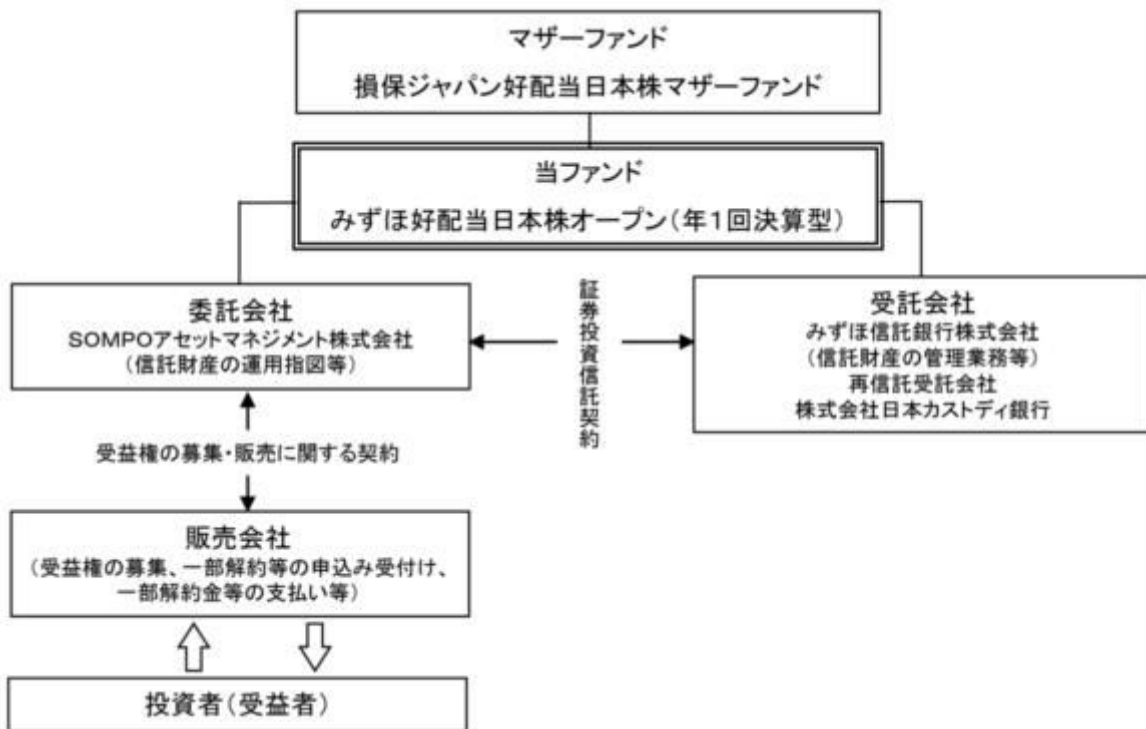 マザーファンド
損保ジャパン好配当日本株マザーファンド
当ファンド
みずほ好配当日本株オープン(年1回決算型)
委託会社
SOMPOアセットマネジメント株式会社
(信託財産の運用指図等)
証券投資信託契約
受託会社
みずほ信託銀行株式会社
(信託財産の管理業務等)
再信託受託会社
株式会社日本カストディ銀行
受益権の募集・販売に関する契約
販売会社
(受益権の募集、一部解約等の申込み受付け、
一部解約金等の支払い等)
投資者(受益者)